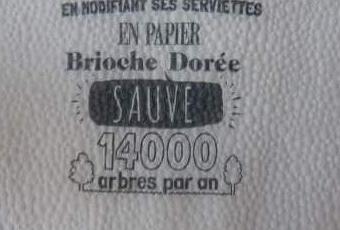 EN MODIFIANT SES SERVIETTES
EN PAPIER
Brioche Dorée
SAUVE
14000
arbres par an